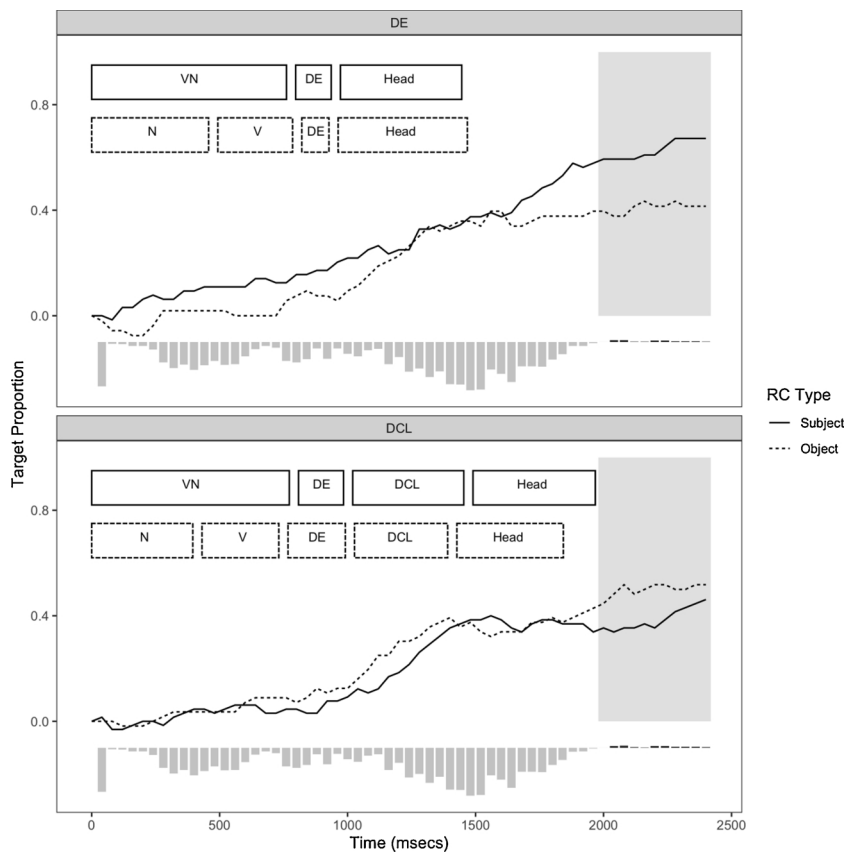 DE
VN DE Head
N V DE Head
0.8
0.4
0.0
DCL
VN DE DCL Head
N V DE DCL Head
0.8
0.4
0.0
0 500 1000 1500 2000 2500
Time (msecs)
Target Proportion
RC Type
Subject
Object